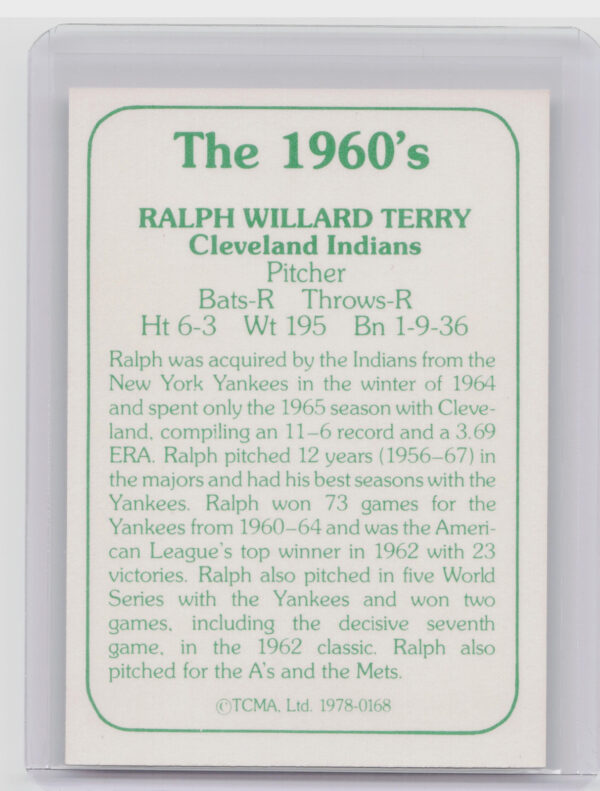 The 1960's
RALPH WILLARD TERRY
Cleveland Indians
Pitcher
Bats-R Throws-R
Ht 6-3 Wt 195 Bn 1-9-36
Ralph was acquired by the Indians from the
New York Yankees in the winter of 1964
and spent only the 1965 season with Cleve-
land, compiling an 11–6 record and a 3.69
ERA. Ralph pitched 12 years (1956–67) in
the majors and had his best seasons with the
Yankees. Ralph won 73 games for the
Yankees from 1960–64 and was the Ameri-
can League's top winner in 1962 with 23
victories. Ralph also pitched in five World
Series with the Yankees and won two
games, including the decisive seventh
game, in the 1962 classic. Ralph also
pitched for the A's and the Mets.
©TCMA, Ltd. 1978-0168